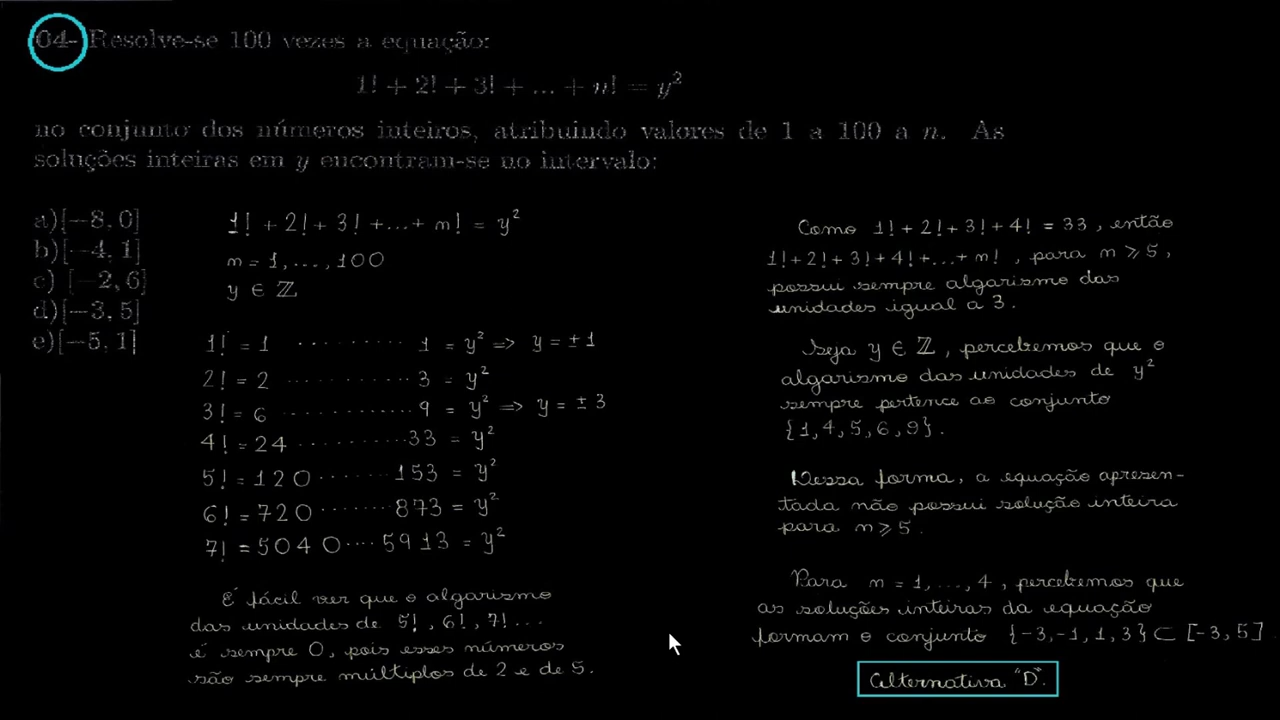 04- Resolve-se 100 vezes a equação:
1! + 2! + 3! + ... + n! = y²
no conjunto dos números inteiros, atribuindo valores de 1 a 100 a n. As
soluções inteiras em y encontram-se no intervalo:
a)[−8, 0]
b)[−4, 1]
c) [−2, 6]
d)[−3, 5]
e)[−5, 1]
1! + 2! + 3! + ... + n! = y²
n = 1, ..., 100
y ∈ ℤ
1! = 1 .......... 1 = y² => y = ± 1
2! = 2 ........... 3 = y²
3! = 6 ............ 9 = y² => y = ± 3
4! = 24 .......... 33 = y²
5! = 120 ........ 153 = y²
6! = 720 ....... 873 = y²
7! = 5040 .... 5913 = y²
É fácil ver que o algarismo
das unidades de 5!, 6!, 7! ...
é sempre 0, pois esses números
são sempre múltiplos de 2 e de 5.
Como 1! + 2! + 3! + 4! = 33, então
1! + 2! + 3! + 4! + ... + n!, para n ⩾ 5,
possui sempre algarismo das
unidades igual a 3.
Seja y ∈ ℤ, percebemos que o
algarismo das unidades de y²
sempre pertence ao conjunto
{1, 4, 5, 6, 9}.
Dessa forma, a equação apresen-
tada não possui solução inteira
para n ⩾ 5.
Para n = 1, ..., 4, percebemos que
as soluções inteiras da equação
formam o conjunto {-3, -1, 1, 3} ⊂ [-3, 5]
Alternativa "D".